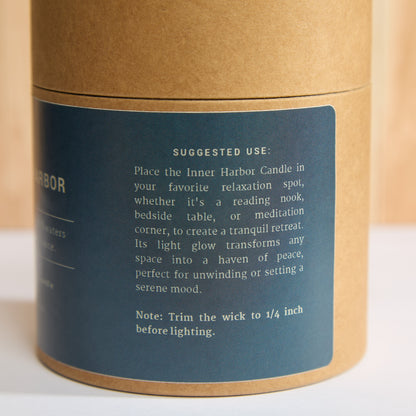 SUGGESTED USE:
Place the Inner Harbor Candle in
your favorite relaxation spot,
whether it's a reading nook,
bedside table, or meditation
corner, to create a tranquil retreat.
Its light glow transforms any
space into a haven of peace,
perfect for unwinding or setting a
serene mood.
Note: Trim the wick to 1/4 inch
before lighting.